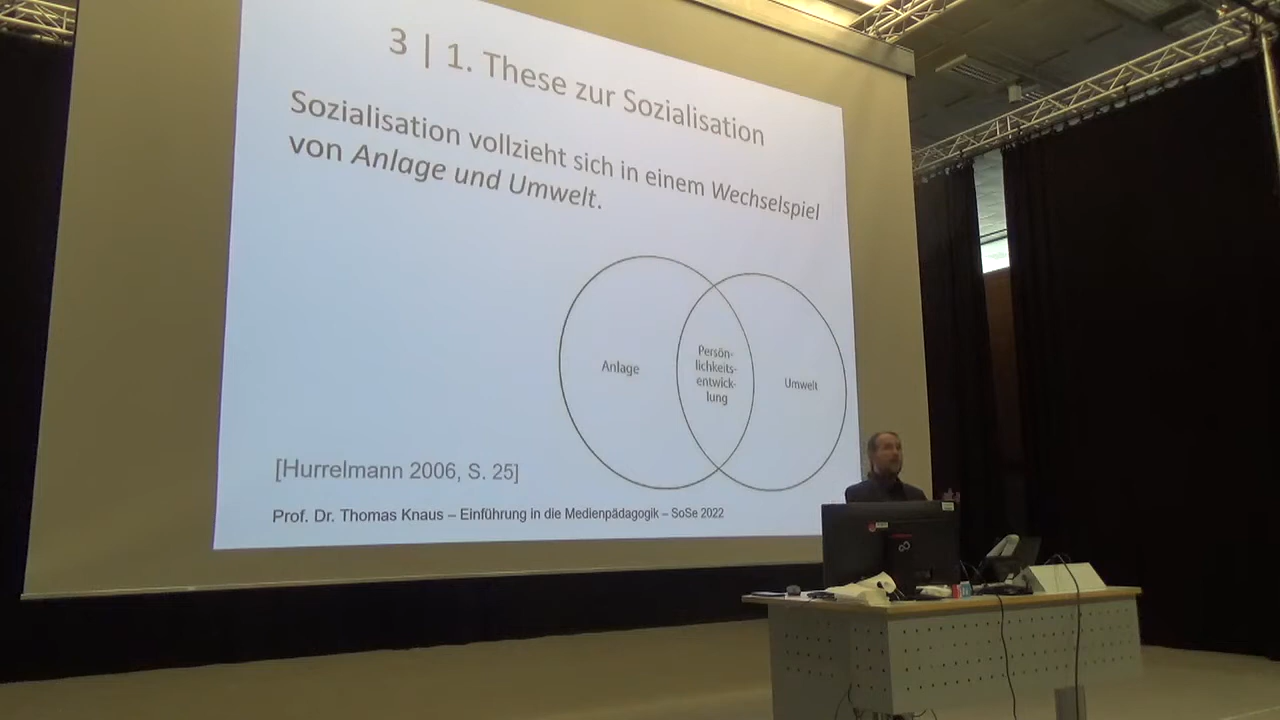 3 | 1. These zur Sozialisation
Sozialisation vollzieht sich in einem Wechselspiel
von Anlage und Umwelt.
Anlage
Persön-
lichkeits-
entwick-
lung
Umwelt
[Hurrelmann 2006, S. 25]
Prof. Dr. Thomas Knaus – Einführung in die Medienpädagogik – SoSe 2022